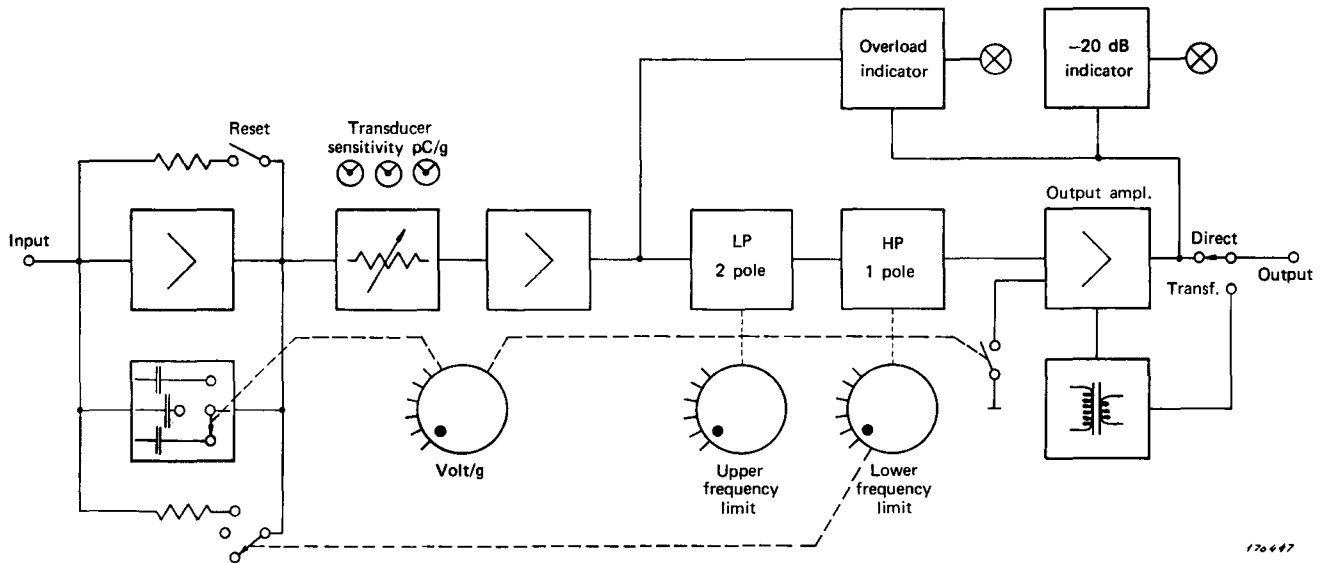 Overload
indicator
−20 dB
indicator
Reset
Transducer
sensitivity pC/g
Output ampl.
Input
LP
2 pole
HP
1 pole
Direct
Output
Transf.
Volt/g
Upper
frequency
limit
Lower
frequency
limit
170447